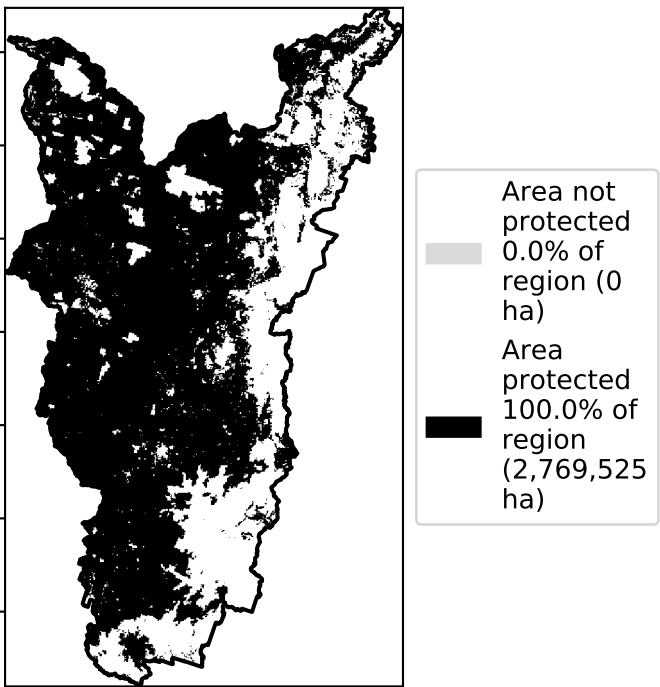 Area not
protected
0.0% of
region (0
ha)
Area
protected
100.0% of
region
(2,769,525
ha)